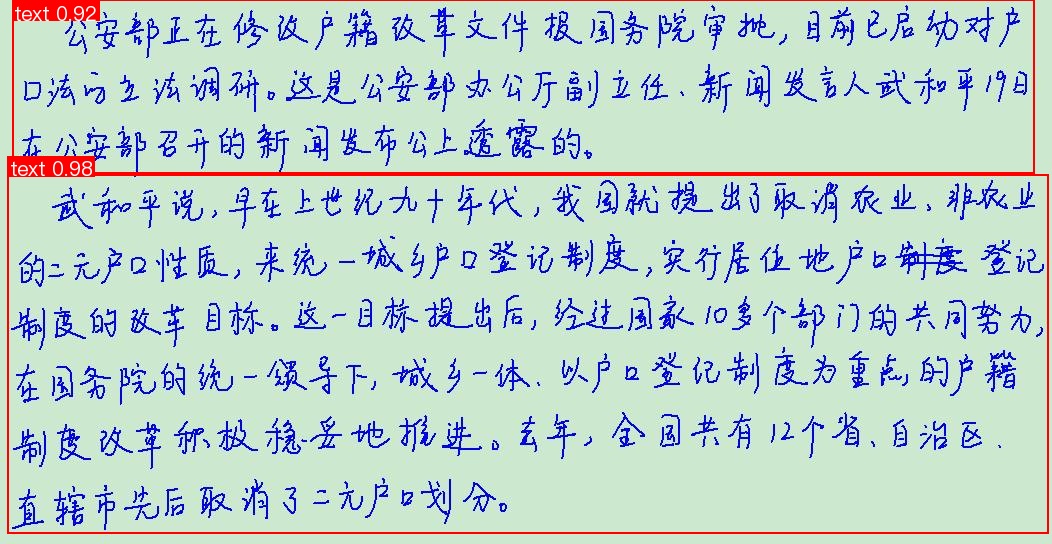 text 0.92
公安部正在修改户籍改革文件报国务院审批,目前已启动对户
口法的立法调研。这是公安部办公厅副主任、新闻发言人武和平19日
在公安部召开的新闻发布公上透露的。
text 0.98
武和平说,早在上世纪九十年代,我国就提出了取消农业、非农业
的二元户口性质,来统一城乡户口登记制度,实行居住地户口登记
制度的改革目标。这一目标提出后,经过国家10多个部门的共同努力,
在国务院的统一领导下,城乡一体、以户口登记制度为重点的户籍
制度改革积极稳妥地推进。去年,全国共有12个省、自治区、
直辖市先后取消了二元户口划分。